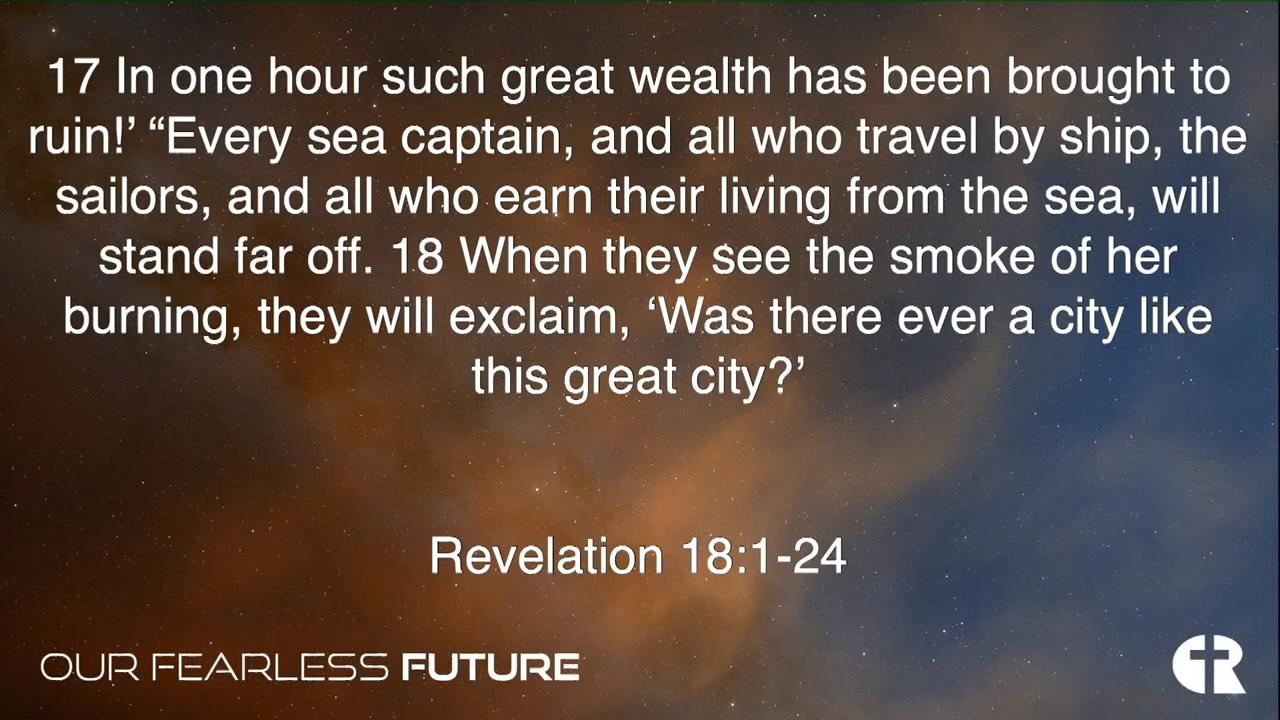 17 In one hour such great wealth has been brought to
ruin!’ “Every sea captain, and all who travel by ship, the
sailors, and all who earn their living from the sea, will
stand far off. 18 When they see the smoke of her
burning, they will exclaim, ‘Was there ever a city like
this great city?’
Revelation 18:1-24
OUR FEARLESS FUTURE
CR